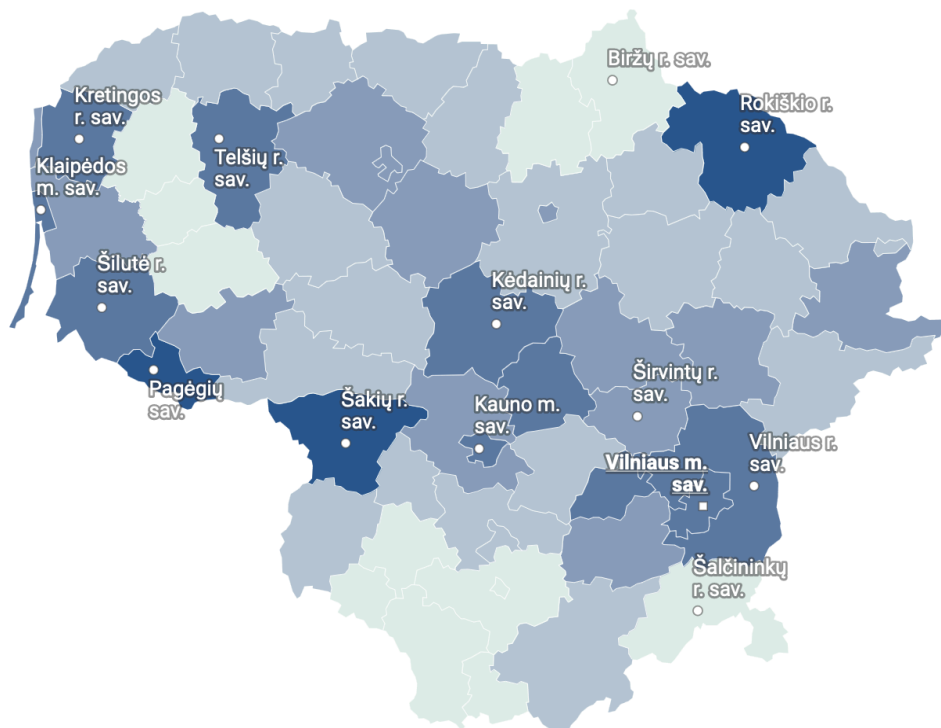 Biržų r. sav.
Kretingos
r. sav.
Rokiškio r.
sav.
Telšių r.
sav.
Klaipėdos
m. sav.
Šilutė r.
sav.
Kėdainių r.
sav.
Pagėgių
sav.
Šakių r.
sav.
Kauno m.
sav.
Širvintų r.
sav.
Vilniaus r.
sav.
Vilniaus m.
sav.
Šalčininkų
r. sav.